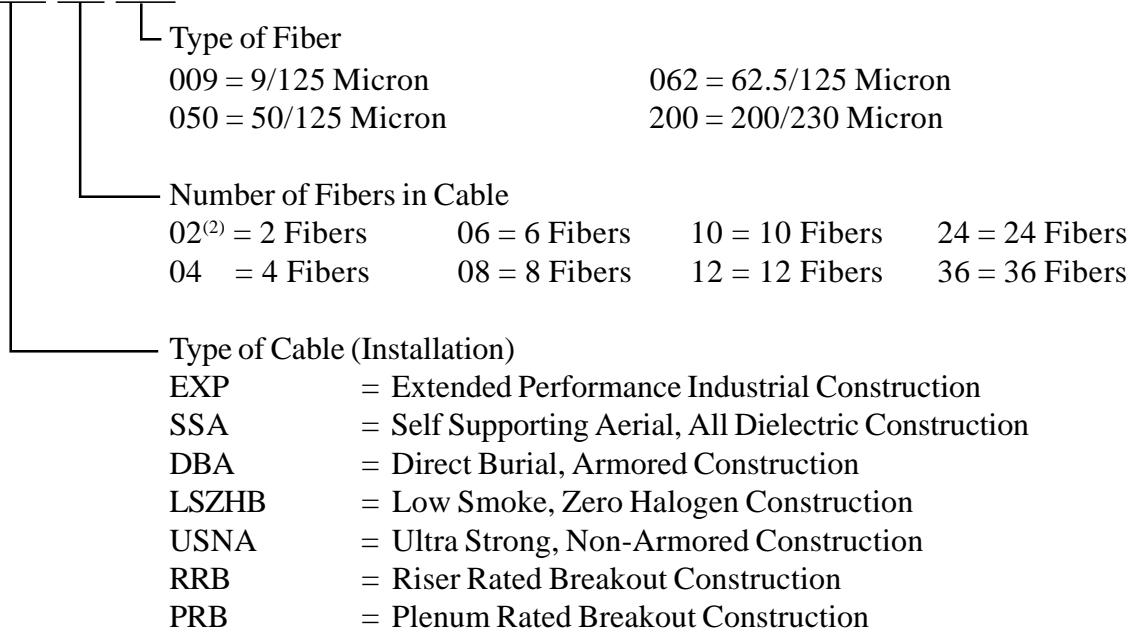 Type of Fiber
009 = 9/125 Micron 062 = 62.5/125 Micron
050 = 50/125 Micron 200 = 200/230 Micron
Number of Fibers in Cable
02(2) = 2 Fibers 06 = 6 Fibers 10 = 10 Fibers 24 = 24 Fibers
04 = 4 Fibers 08 = 8 Fibers 12 = 12 Fibers 36 = 36 Fibers
Type of Cable (Installation)
EXP = Extended Performance Industrial Construction
SSA = Self Supporting Aerial, All Dielectric Construction
DBA = Direct Burial, Armored Construction
LSZHB = Low Smoke, Zero Halogen Construction
USNA = Ultra Strong, Non-Armored Construction
RRB = Riser Rated Breakout Construction
PRB = Plenum Rated Breakout Construction